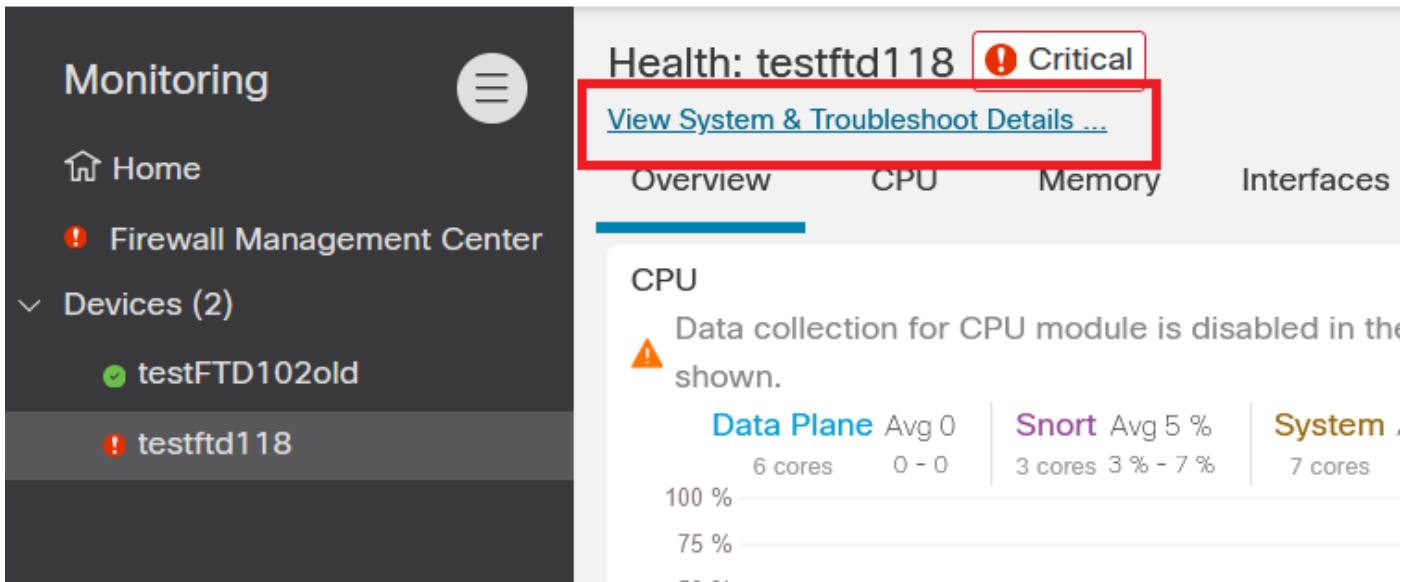 Monitoring
Home
Firewall Management Center
Devices (2)
testFTD102old
testftd118
Health: testftd118 Critical
View System & Troubleshoot Details ...
Overview CPU Memory Interfaces
CPU
Data collection for CPU module is disabled in the
shown.
Data Plane Avg 0 Snort Avg 5 % System
6 cores 0 - 0 3 cores 3 % - 7 % 7 cores
100 %
75 %